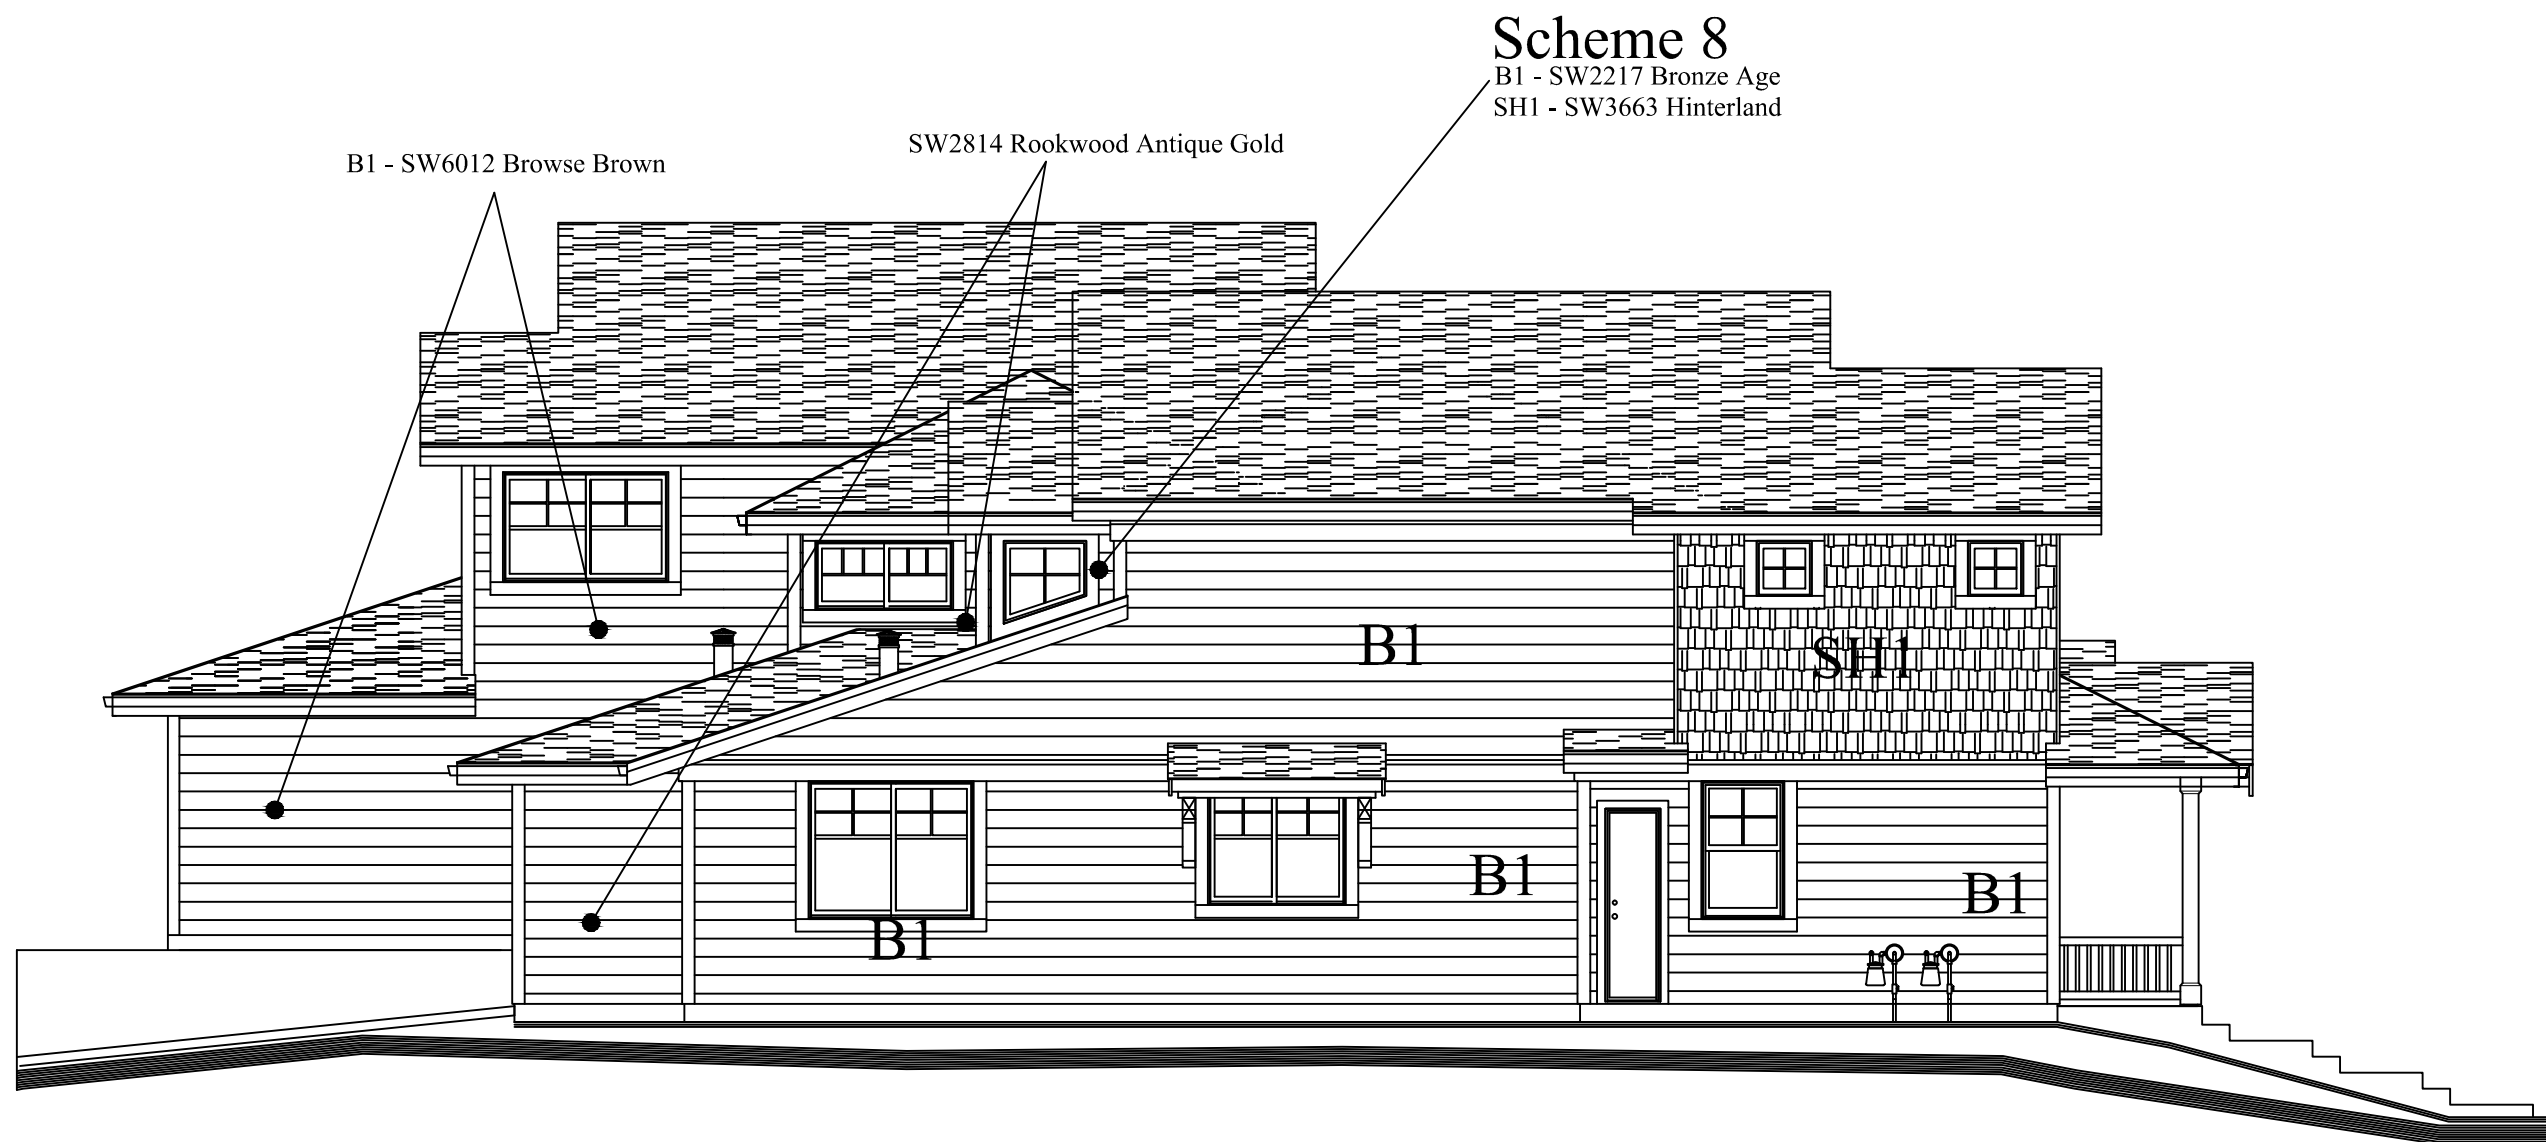 Scheme 8
B1 - SW2217 Bronze Age
SH1 - SW3663 Hinterland
SW2814 Rookwood Antique Gold
B1 - SW6012 Browse Brown
B1
SH1
B1
B1
B1